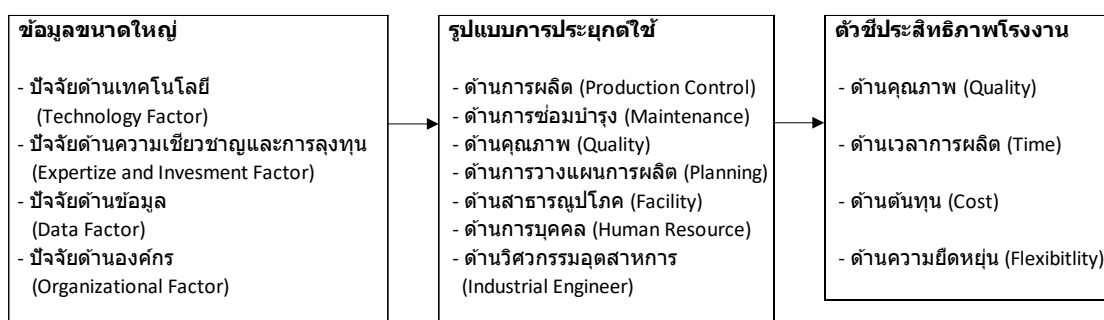 ข้อมูลขนาดใหญ่
- ปัจจัยด้านเทคโนโลยี
(Technology Factor)
- ปัจจัยด้านความเชี่ยวชาญและการลงทุน
(Expertize and Invesment Factor)
- ปัจจัยด้านข้อมูล
(Data Factor)
- ปัจจัยด้านองค์กร
(Organizational Factor)
รูปแบบการประยุกต์ใช้
- ด้านการผลิต (Production Control)
- ด้านการซ่อมบำรุง (Maintenance)
- ด้านคุณภาพ (Quality)
- ด้านการวางแผนการผลิต (Planning)
- ด้านสาธารณูปโภค (Facility)
- ด้านการบุคคล (Human Resource)
- ด้านวิศวกรรมอุตสาหการ
(Industrial Engineer)
ตัวชี้ประสิทธิภาพโรงงาน
- ด้านคุณภาพ (Quality)
- ด้านเวลาการผลิต (Time)
- ด้านต้นทุน (Cost)
- ด้านความยืดหยุ่น (Flexibitlity)